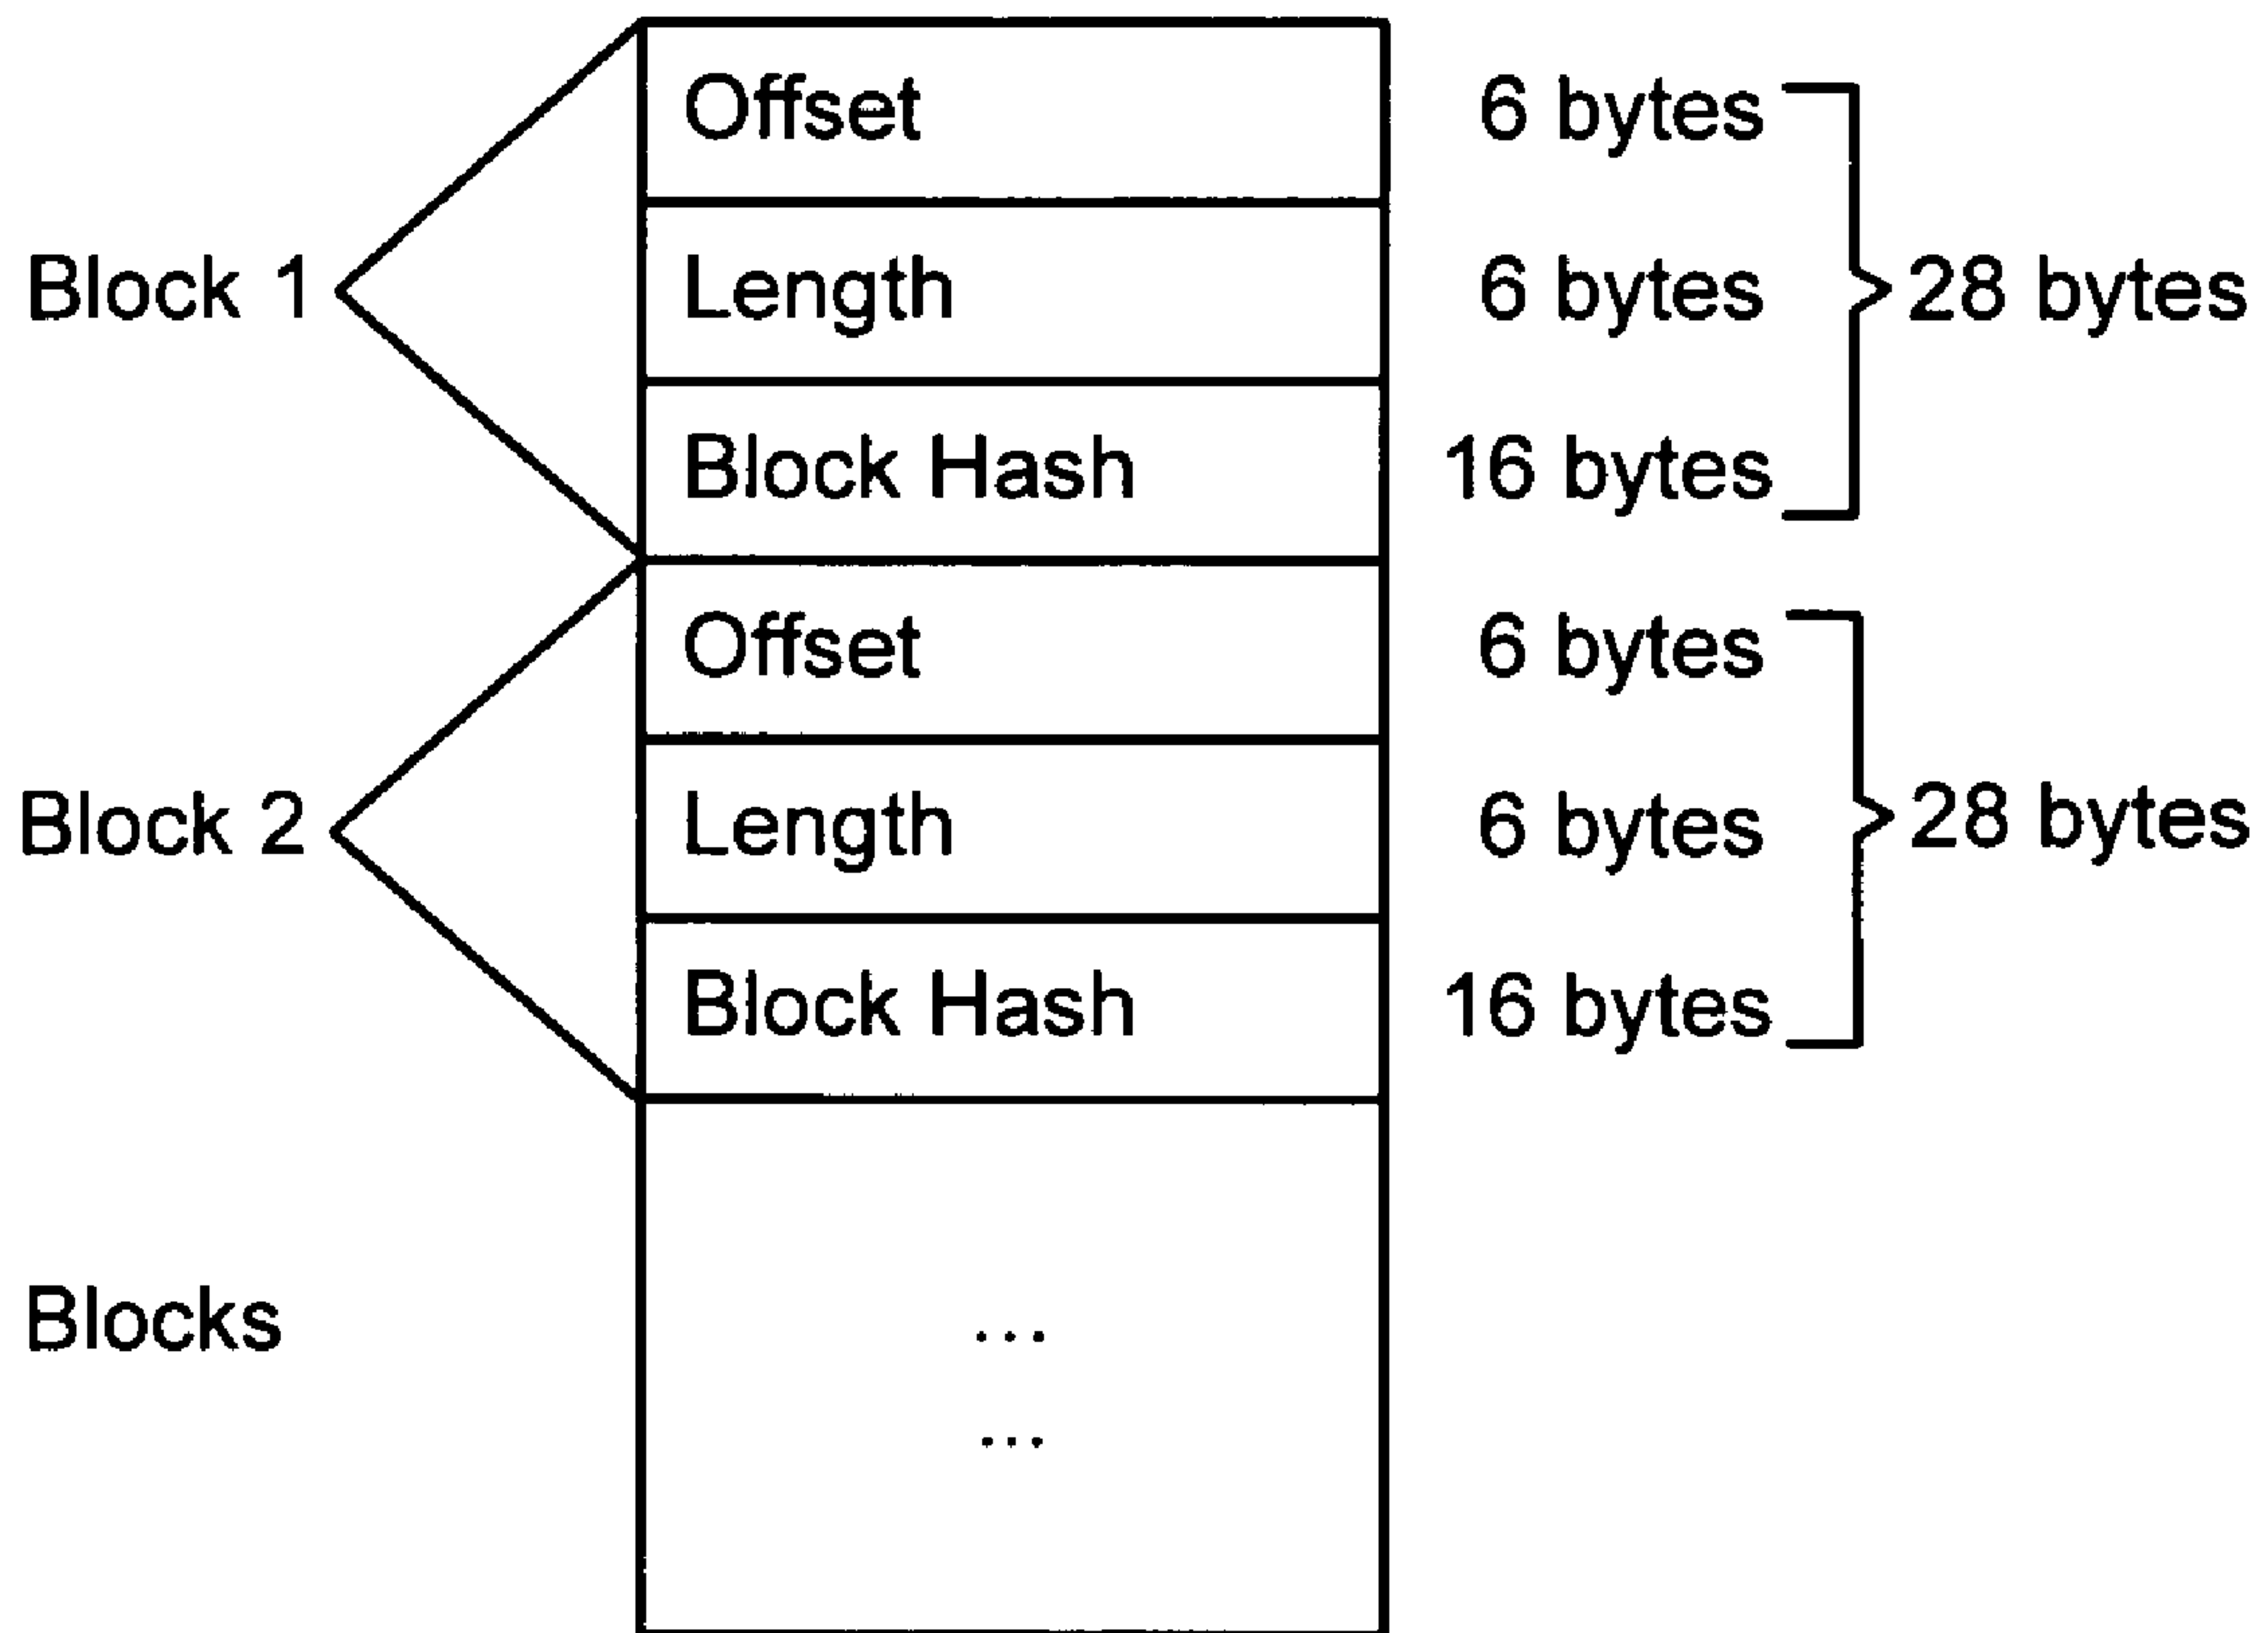 Offset 6 bytes
Block 1 Length 6 bytes 28 bytes
Block Hash 16 bytes
Offset 6 bytes
Block 2 Length 6 bytes 28 bytes
Block Hash 16 bytes
Blocks ...
...